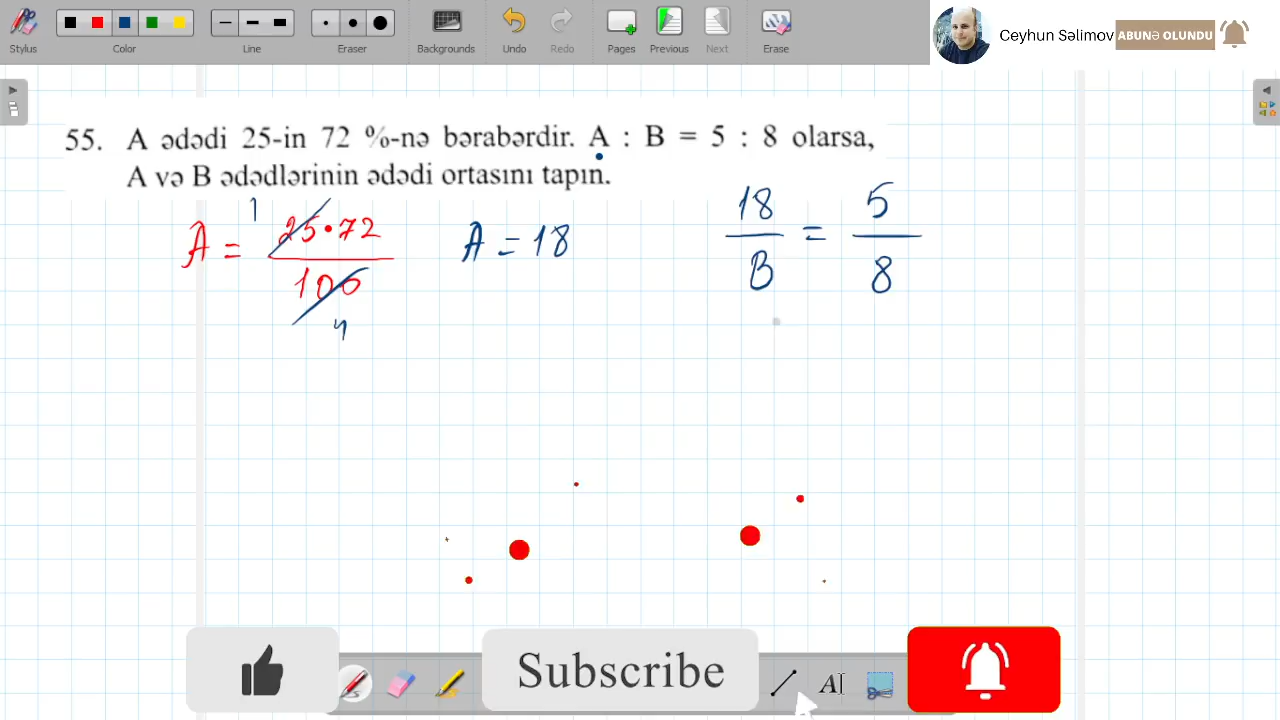 Stylus Color Line Eraser Backgrounds Undo Redo Pages Previous Next Erase
Ceyhun Səlimov ABUNƏ OLUNDU
55. A ədədi 25-in 72 %-nə bərabərdir. A : B = 5 : 8 olarsa,
A və B ədədlərinin ədədi ortasını tapın.
1
A = 25·72 / 100
4
A = 18
18 / B = 5 / 8
Subscribe